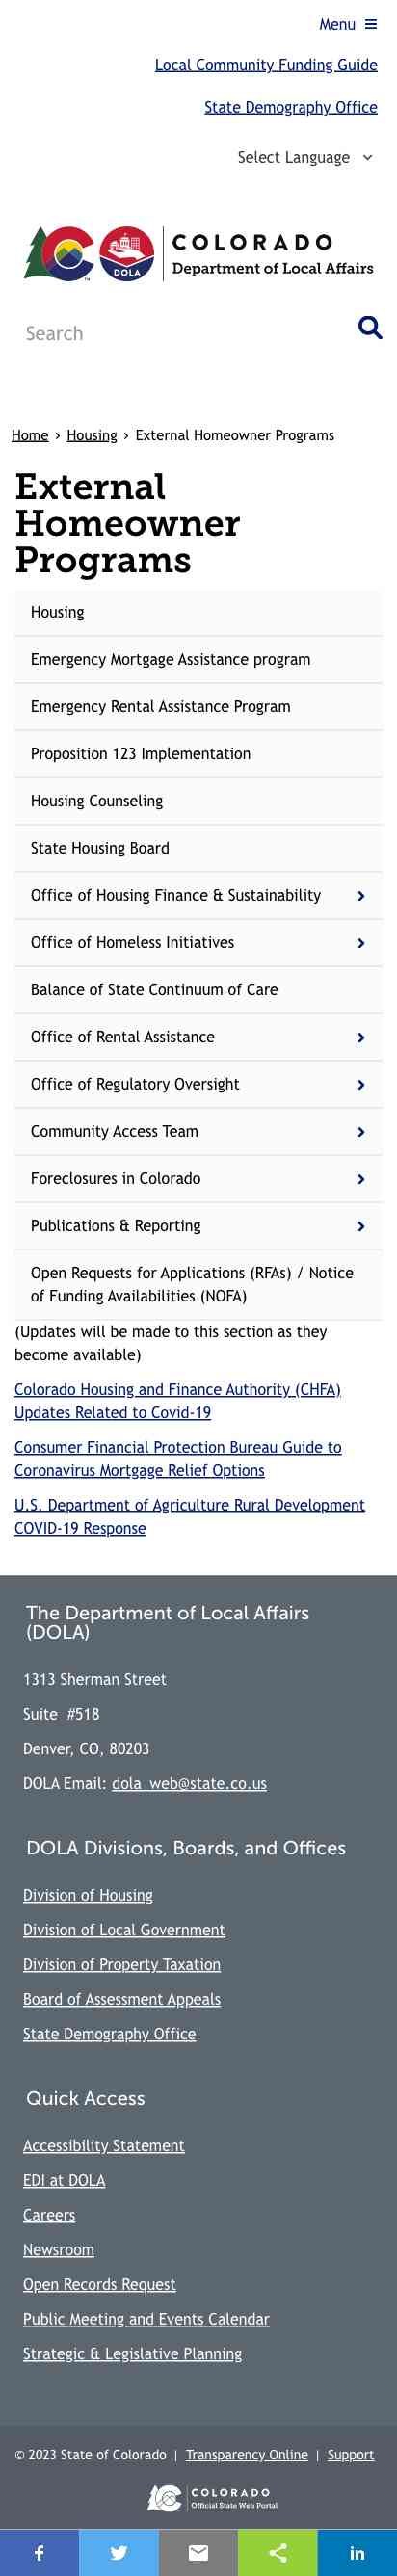 Menu
Local Community Funding Guide
State Demography Office
Select Language
DOLA
TM
COLORADO
Department of Local Affairs
Search
Home › Housing › External Homeowner Programs
External
Homeowner
Programs
Housing
Emergency Mortgage Assistance program
Emergency Rental Assistance Program
Proposition 123 Implementation
Housing Counseling
State Housing Board
Office of Housing Finance & Sustainability
Office of Homeless Initiatives
Balance of State Continuum of Care
Office of Rental Assistance
Office of Regulatory Oversight
Community Access Team
Foreclosures in Colorado
Publications & Reporting
Open Requests for Applications (RFAs) / Notice
of Funding Availabilities (NOFA)
(Updates will be made to this section as they
become available)
Colorado Housing and Finance Authority (CHFA)
Updates Related to Covid-19
Consumer Financial Protection Bureau Guide to
Coronavirus Mortgage Relief Options
U.S. Department of Agriculture Rural Development
COVID-19 Response
The Department of Local Affairs
(DOLA)
1313 Sherman Street
Suite #518
Denver, CO, 80203
DOLA Email: dola_web@state.co.us
DOLA Divisions, Boards, and Offices
Division of Housing
Division of Local Government
Division of Property Taxation
Board of Assessment Appeals
State Demography Office
Quick Access
Accessibility Statement
EDI at DOLA
Careers
Newsroom
Open Records Request
Public Meeting and Events Calendar
Strategic & Legislative Planning
© 2023 State of Colorado | Transparency Online | Support
COLORADO
Official State Web Portal